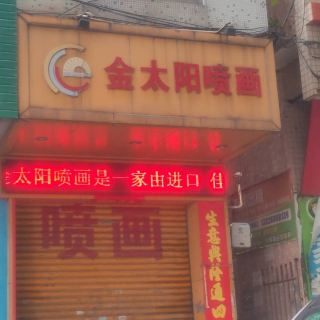 金太阳喷画
太阳喷画是一家由进口
喷画
生意興隆通四